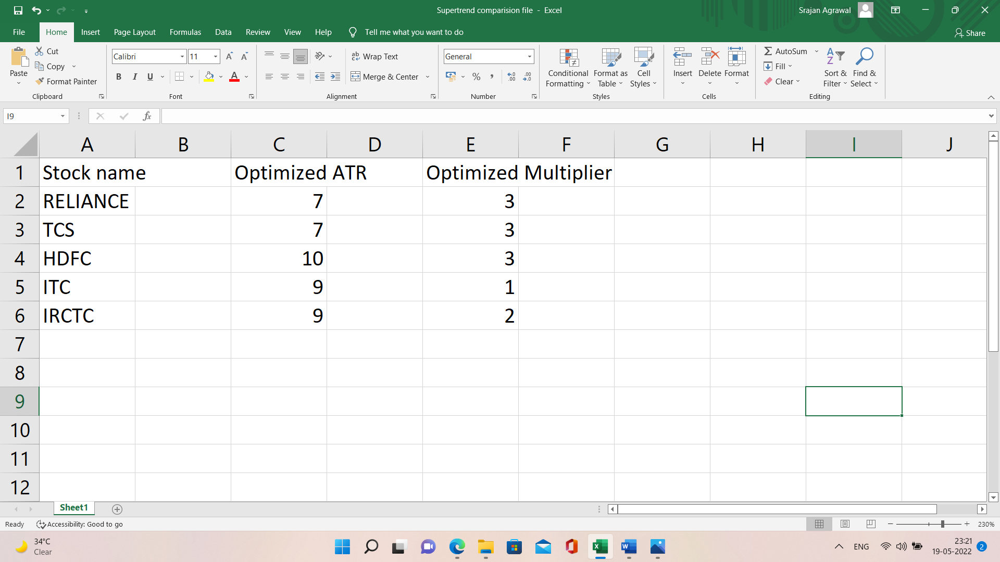 Supertrend comparision file - Excel
Srajan Agrawal
File Home Insert Page Layout Formulas Data Review View Help Tell me what you want to do
Share
Paste
Cut
Copy
Format Painter
Clipboard
Calibri 11
B I U
Font
Wrap Text
Merge & Center
Alignment
General
Number
Conditional Formatting
Format as Table
Cell Styles
Styles
Insert Delete Format
Cells
AutoSum
Fill
Clear
Sort & Filter
Find & Select
Editing
I9
fx
A B C D E F G H I J
1 Stock name Optimized ATR Optimized Multiplier
2 RELIANCE 7 3
3 TCS 7 3
4 HDFC 10 3
5 ITC 9 1
6 IRCTC 9 2
7
8
9
10
11
12
Sheet1
Ready Accessibility: Good to go
230%
34°C
Clear
ENG
23:21
19-05-2022
2